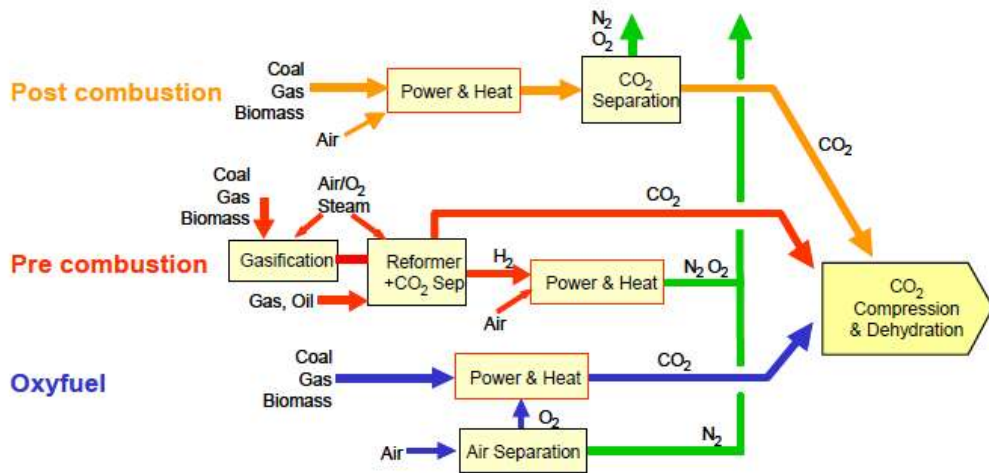 N₂
O₂
Post combustion
Coal
Gas
Biomass
Air
Power & Heat
CO₂
Separation
CO₂
Pre combustion
Coal
Gas
Biomass
Air/O₂
Steam
Gasification
Gas, Oil
Reformer
+CO₂ Sep
H₂
Air
Power & Heat
N₂ O₂
CO₂
CO₂
Compression
& Dehydration
Oxyfuel
Coal
Gas
Biomass
Power & Heat
CO₂
O₂
Air
Air Separation
N₂